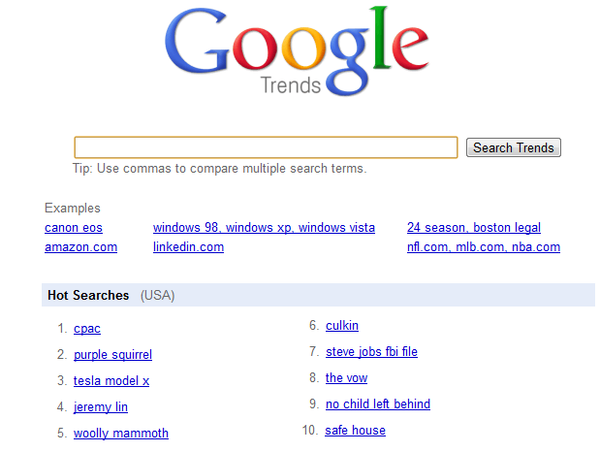 Google
Trends
Search Trends
Tip: Use commas to compare multiple search terms.
Examples
canon eos windows 98, windows xp, windows vista 24 season, boston legal
amazon.com linkedin.com nfl.com, mlb.com, nba.com
Hot Searches (USA)
1. cpac
2. purple squirrel
3. tesla model x
4. jeremy lin
5. woolly mammoth
6. culkin
7. steve jobs fbi file
8. the vow
9. no child left behind
10. safe house